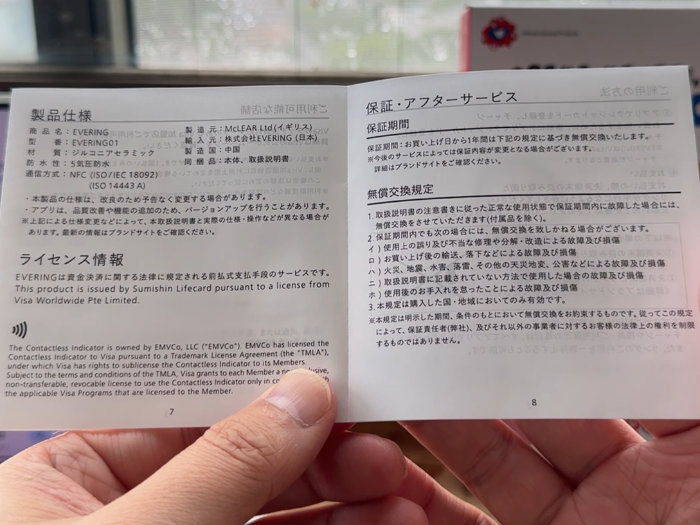 製品仕様
商品名：EVERING
型番：EVERING01
材質：ジルコニアセラミック
防水性：5気圧防水
通信方式：NFC (ISO/IEC 18092)
(ISO 14443 A)
製造元：McLEAR Ltd (イギリス)
輸入元：株式会社EVERING (日本)
製造国：中国
同梱品：本体、取扱説明書
・本製品の仕様は、改良のため予告なく変更する場合があります。
・アプリは、品質改善や機能の追加のため、バージョンアップを行うことがあります。
※上記による仕様変更などによって、本取扱説明書と実際の仕様・操作などが異なる場合が
あります。最新の情報はブランドサイトをご確認ください。
ライセンス情報
EVERINGは資金決済に関する法律に規定される前払式支払手段のサービスです。
This product is issued by Sumishin Lifecard pursuant to a license from
Visa Worldwide Pte Limited.
The Contactless Indicator is owned by EMVCo, LLC ("EMVCo"). EMVCo has licensed the
Contactless Indicator to Visa pursuant to a Trademark License Agreement (the "TMLA"),
under which Visa has rights to sublicense the Contactless Indicator to its Members.
Subject to the terms and conditions of the TMLA, Visa grants to each Member a
non-transferable, revocable license to use the Contactless Indicator only in
the applicable Visa Programs that are licensed to the Member.
7
保証・アフターサービス
保証期間
保証期間：お買い上げ日から1年間は下記の規定に基づき無償交換いたします。
※今後のサービスによっては保証内容が変更となる場合がございます。
詳細はブランドサイトをご確認ください。
無償交換規定
1. 取扱説明書の注意書きに従った正常な使用状態で保証期間内に故障した場合には、
無償交換をさせていただきます(付属品を除く)。
2. 保証期間内でも次の場合には、無償交換を致しかねる場合がございます。
イ) 使用上の誤り及び不当な修理や分解・改造による故障及び損傷
ロ) お買い上げ後の輸送、落下などによる故障及び損傷
ハ) 火災、地震、水害、落雷、その他の天災地変、公害などによる故障及び損傷
ニ) 取扱説明書に記載されていない方法で使用した場合の故障及び損傷
ホ) 使用後のお手入れを怠ったことによる故障及び損傷
3. 本規定は購入した国・地域においてのみ有効です。
※本規定は明示した期間、条件のもとにおいて無償交換をお約束するものです。従ってこの規定
によって、保証責任者(弊社)、及びそれ以外の事業者に対するお客様の法律上の権利を制限
するものではありません。
8